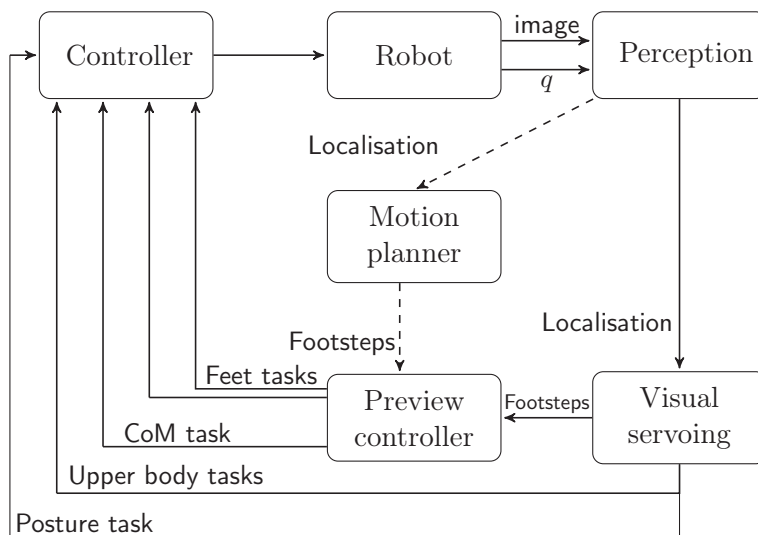 Controller
Robot
image
q
Perception
Localisation
Motion
planner
Localisation
Footsteps
Feet tasks
Preview
controller
Footsteps
Visual
servoing
CoM task
Upper body tasks
Posture task